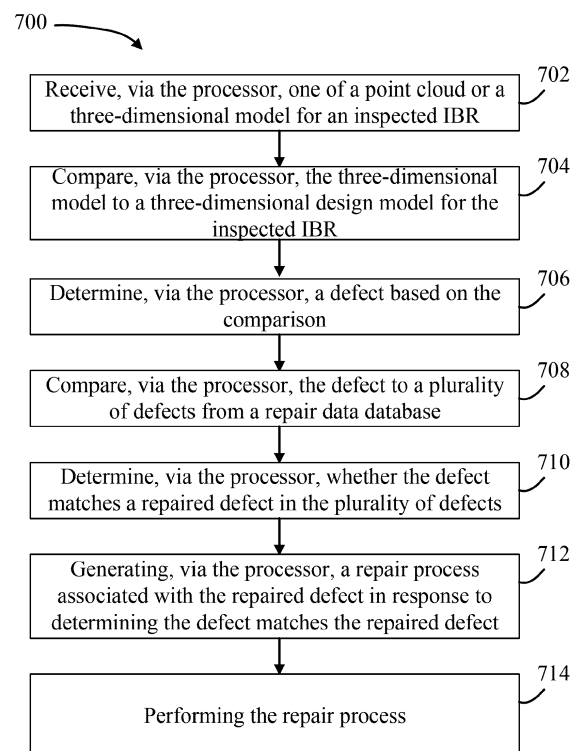 700
702
Receive, via the processor, one of a point cloud or a
three-dimensional model for an inspected IBR
704
Compare, via the processor, the three-dimensional
model to a three-dimensional design model for the
inspected IBR
706
Determine, via the processor, a defect based on the
comparison
708
Compare, via the processor, the defect to a plurality
of defects from a repair data database
710
Determine, via the processor, whether the defect
matches a repaired defect in the plurality of defects
712
Generating, via the processor, a repair process
associated with the repaired defect in response to
determining the defect matches the repaired defect
714
Performing the repair process